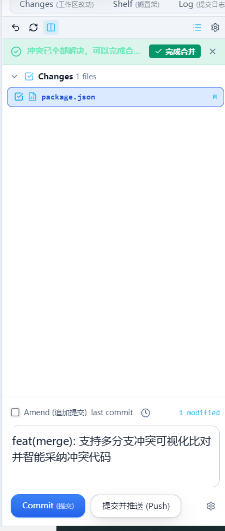 Changes (工作区改动) Shelf (搁置架) Log (提交日志
冲突已全部解决，可以完成合... ✓ 完成合并
Changes 1 files
package.json M
Amend (追加提交) last commit 1 modified
feat(merge): 支持多分支冲突可视化比对
并智能采纳冲突代码
Commit (提交) 提交并推送 (Push)